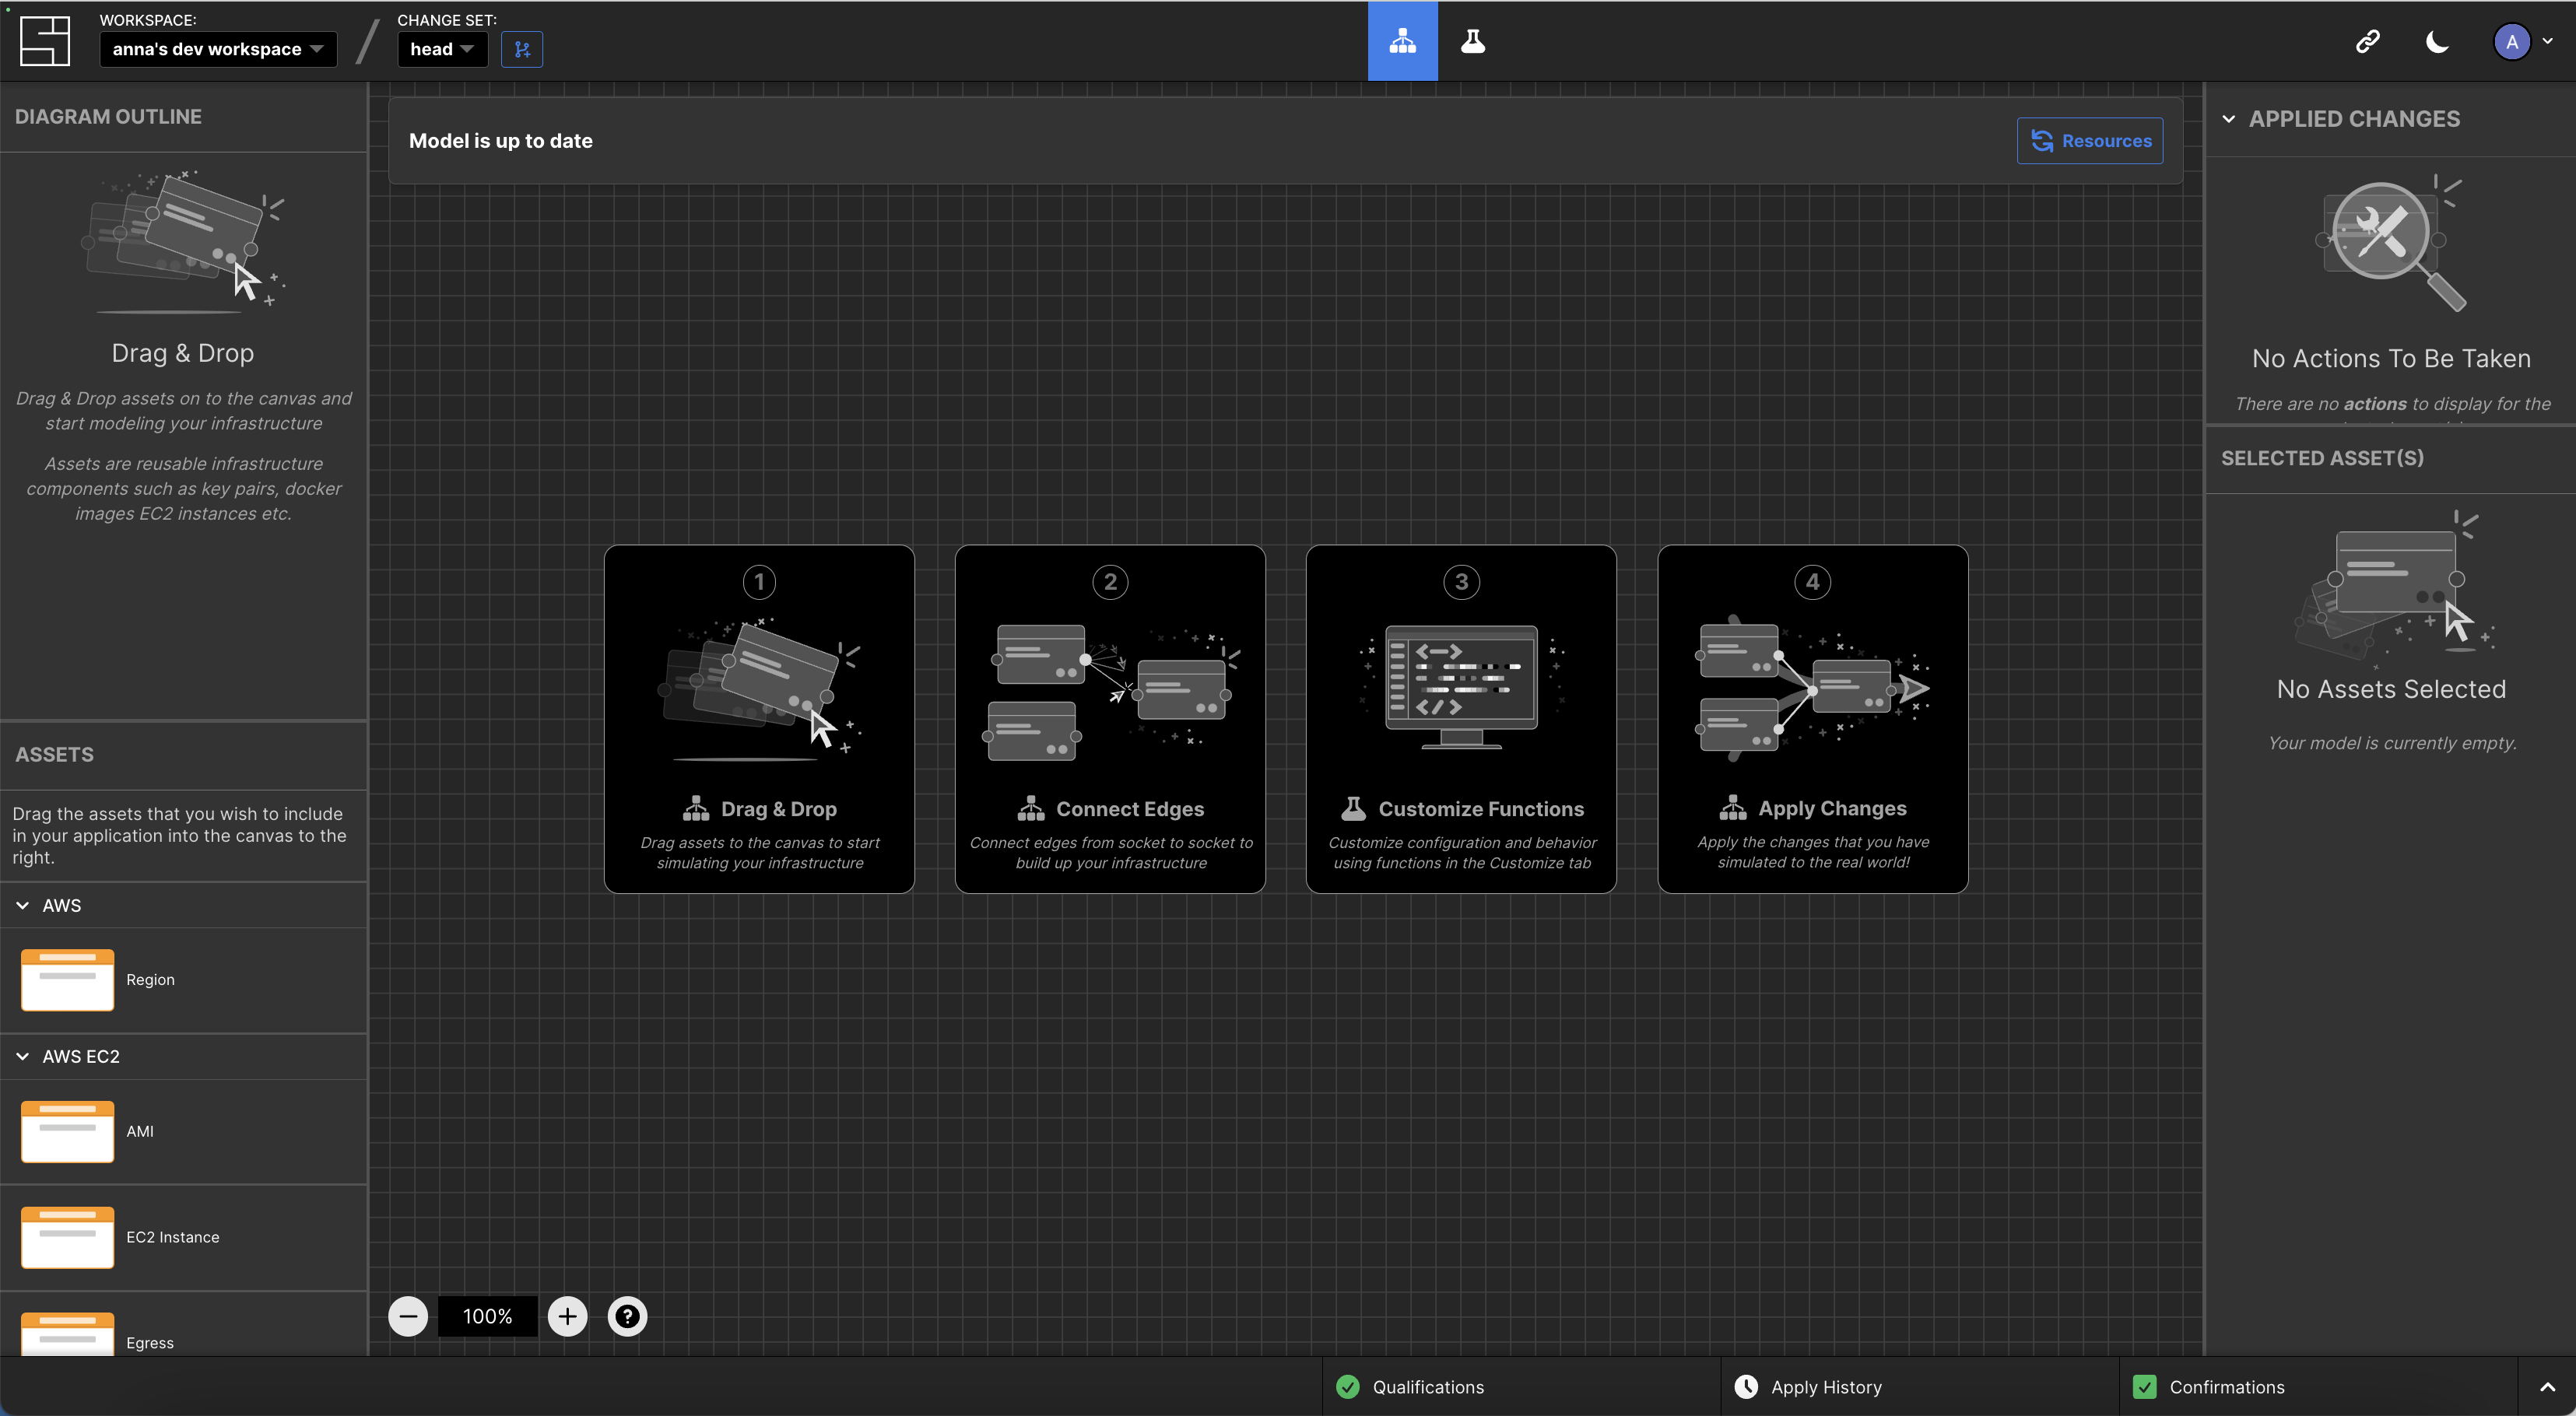 WORKSPACE:
anna's dev workspace
CHANGE SET:
head
A
DIAGRAM OUTLINE
Drag & Drop
Drag & Drop assets on to the canvas and
start modeling your infrastructure
Assets are reusable infrastructure
components such as key pairs, docker
images EC2 instances etc.
ASSETS
Drag the assets that you wish to include
in your application into the canvas to the
right.
AWS
Region
AWS EC2
AMI
EC2 Instance
Egress
Model is up to date
Resources
1
Drag & Drop
Drag assets to the canvas to start
simulating your infrastructure
2
Connect Edges
Connect edges from socket to socket to
build up your infrastructure
3
Customize Functions
Customize configuration and behavior
using functions in the Customize tab
4
Apply Changes
Apply the changes that you have
simulated to the real world!
100%
?
APPLIED CHANGES
No Actions To Be Taken
There are no actions to display for the
SELECTED ASSET(S)
No Assets Selected
Your model is currently empty.
Qualifications
Apply History
Confirmations